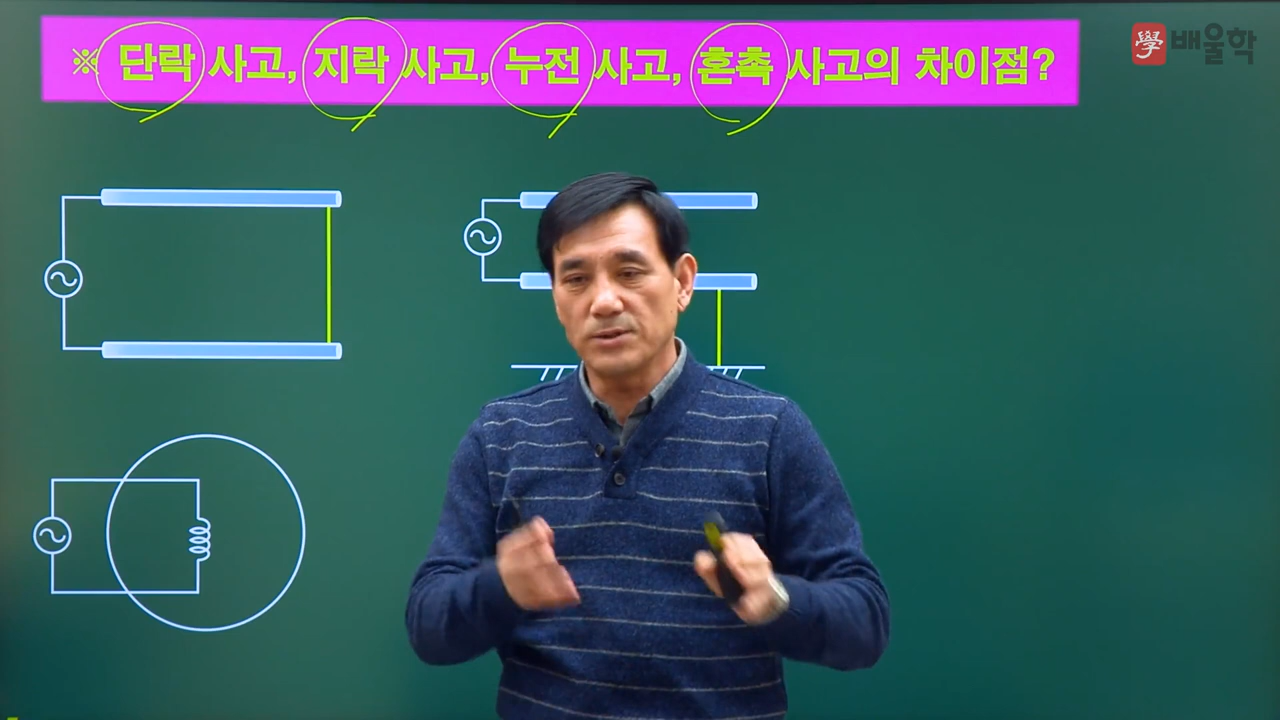 ※ 단락 사고, 지락 사고, 누전 사고, 혼촉 사고의 차이점?
學 배울학